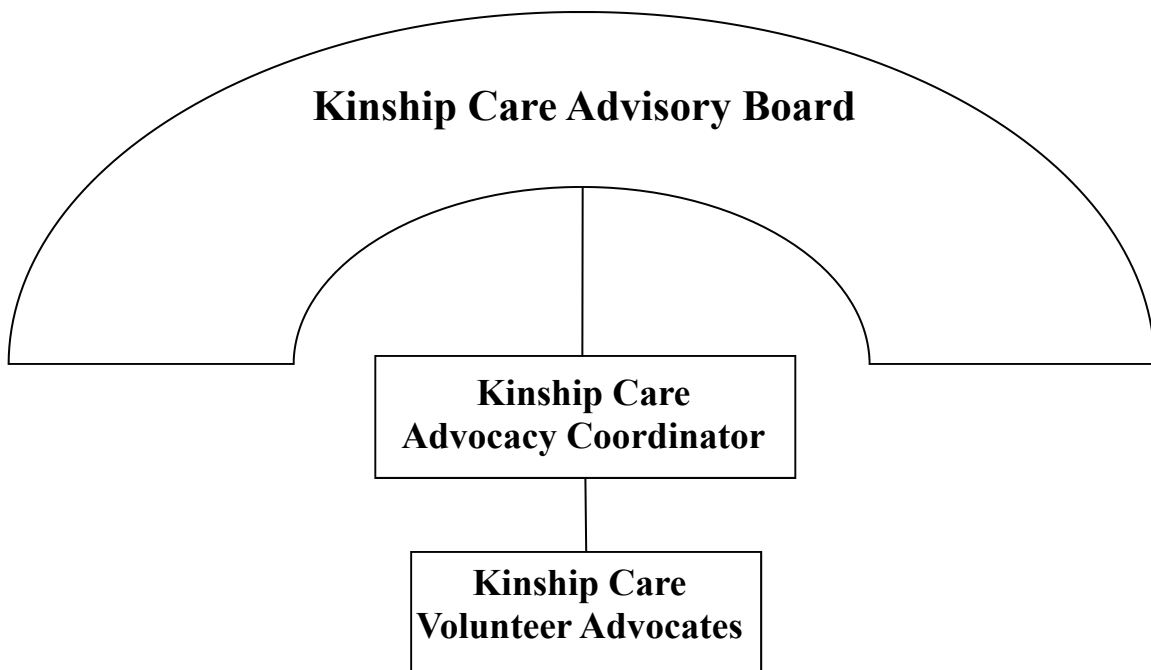 Kinship Care Advisory Board
Kinship Care
Advocacy Coordinator
Kinship Care
Volunteer Advocates